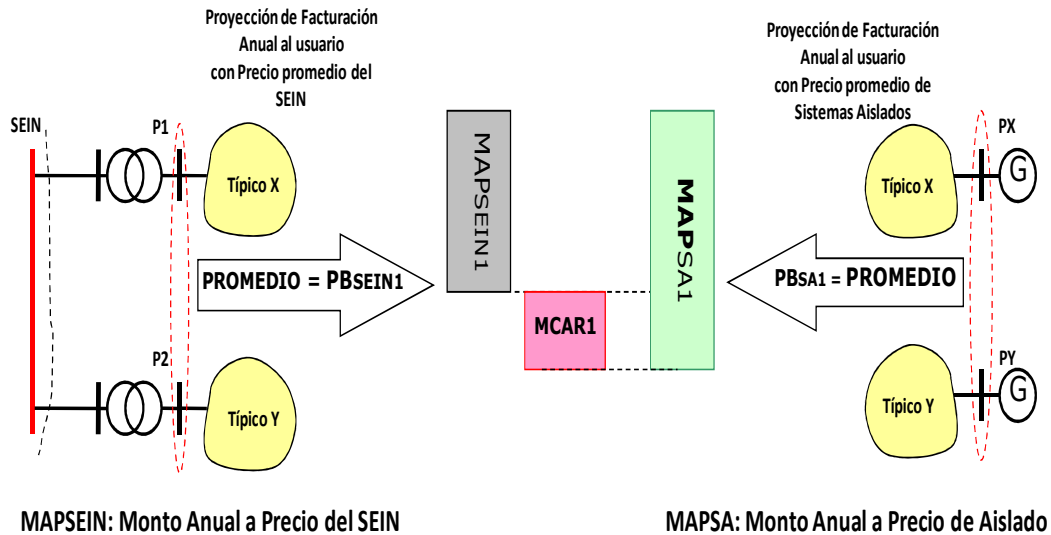 Proyección de Facturación
Anual al usuario
con Precio promedio del
SEIN
Proyección de Facturación
Anual al usuario
con Precio promedio de
Sistemas Aislados
SEIN
P1
Típico X
PROMEDIO = PBSEIN1
P2
Típico Y
MAPSEIN1
MCAR1
MAPSA1
PX
G
Típico X
PBSA1 = PROMEDIO
PY
G
Típico Y
MAPSEIN: Monto Anual a Precio del SEIN
MAPSA: Monto Anual a Precio de Aislado